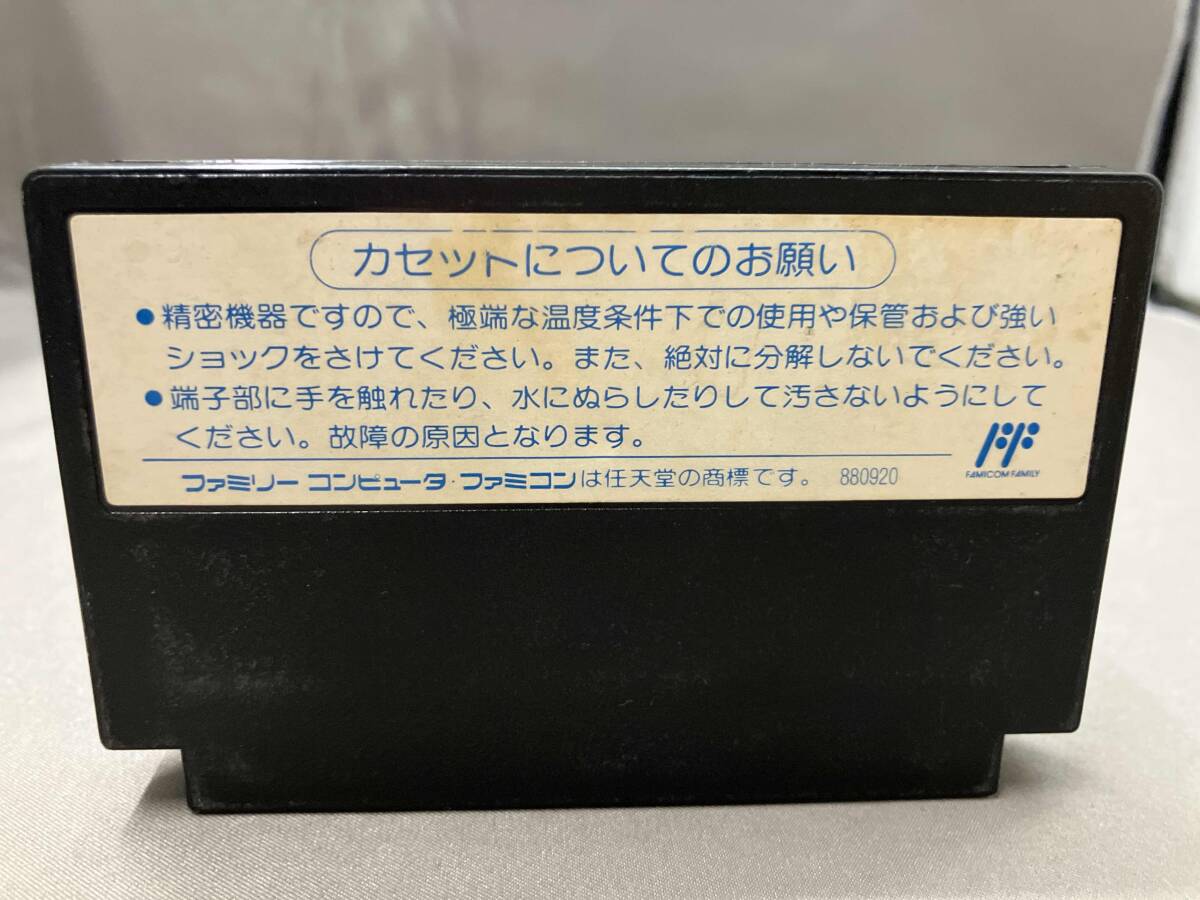 カセットについてのお願い
●精密機器ですので、極端な温度条件下での使用や保管および強い
ショックをさけてください。また、絶対に分解しないでください。
●端子部に手を触れたり、水にぬらしたりして汚さないようにして
ください。故障の原因となります。
FAMICOM FAMILY
ファミリー コンピュータ・ファミコンは任天堂の商標です。 880920